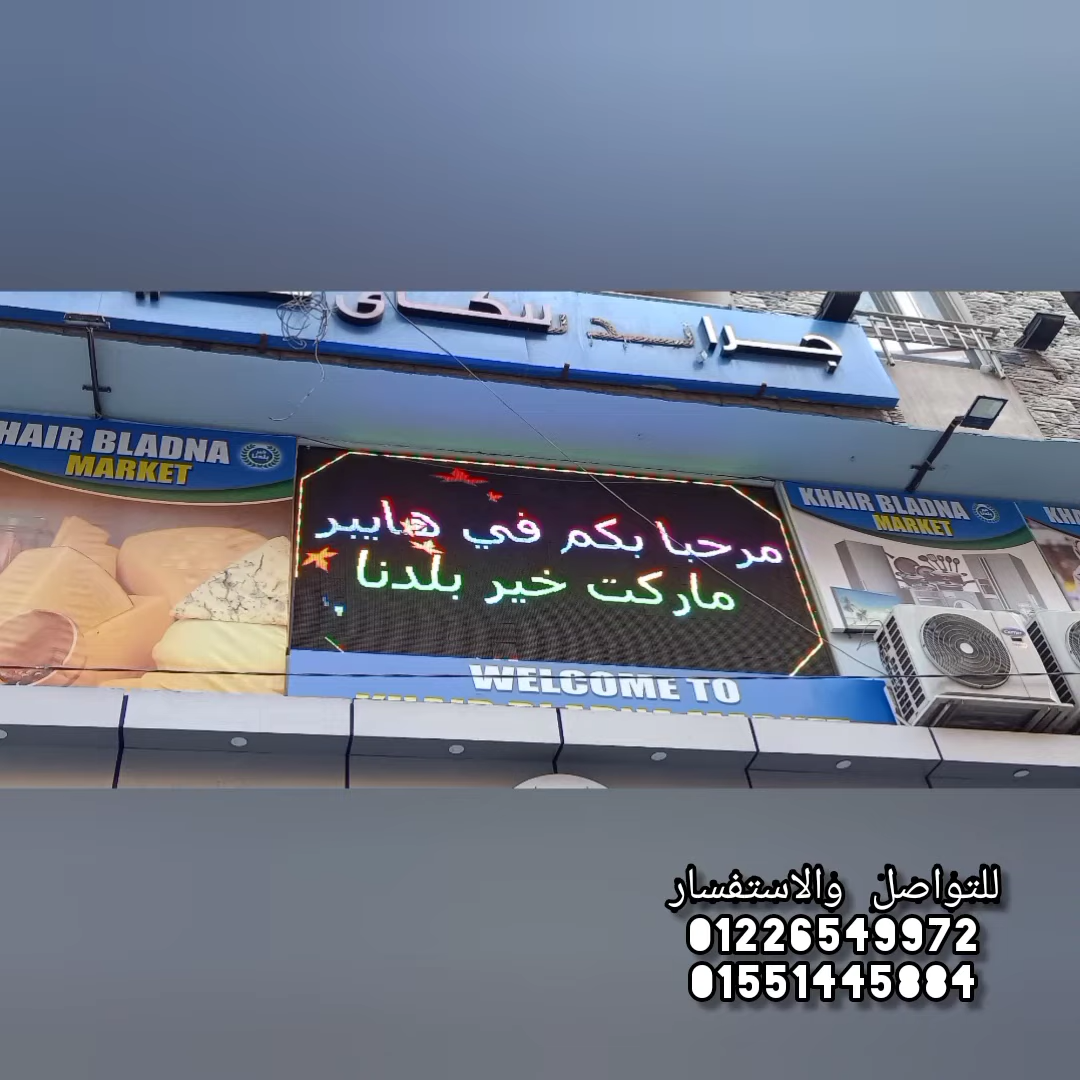 KHAIR BLADNA
MARKET
مرحبا بكم في هايبر
ماركت خير بلدنا
WELCOME TO
KHAIR BLADNA
MARKET
Carrier
للتواصل والاستفسار
01226549972
01551445884